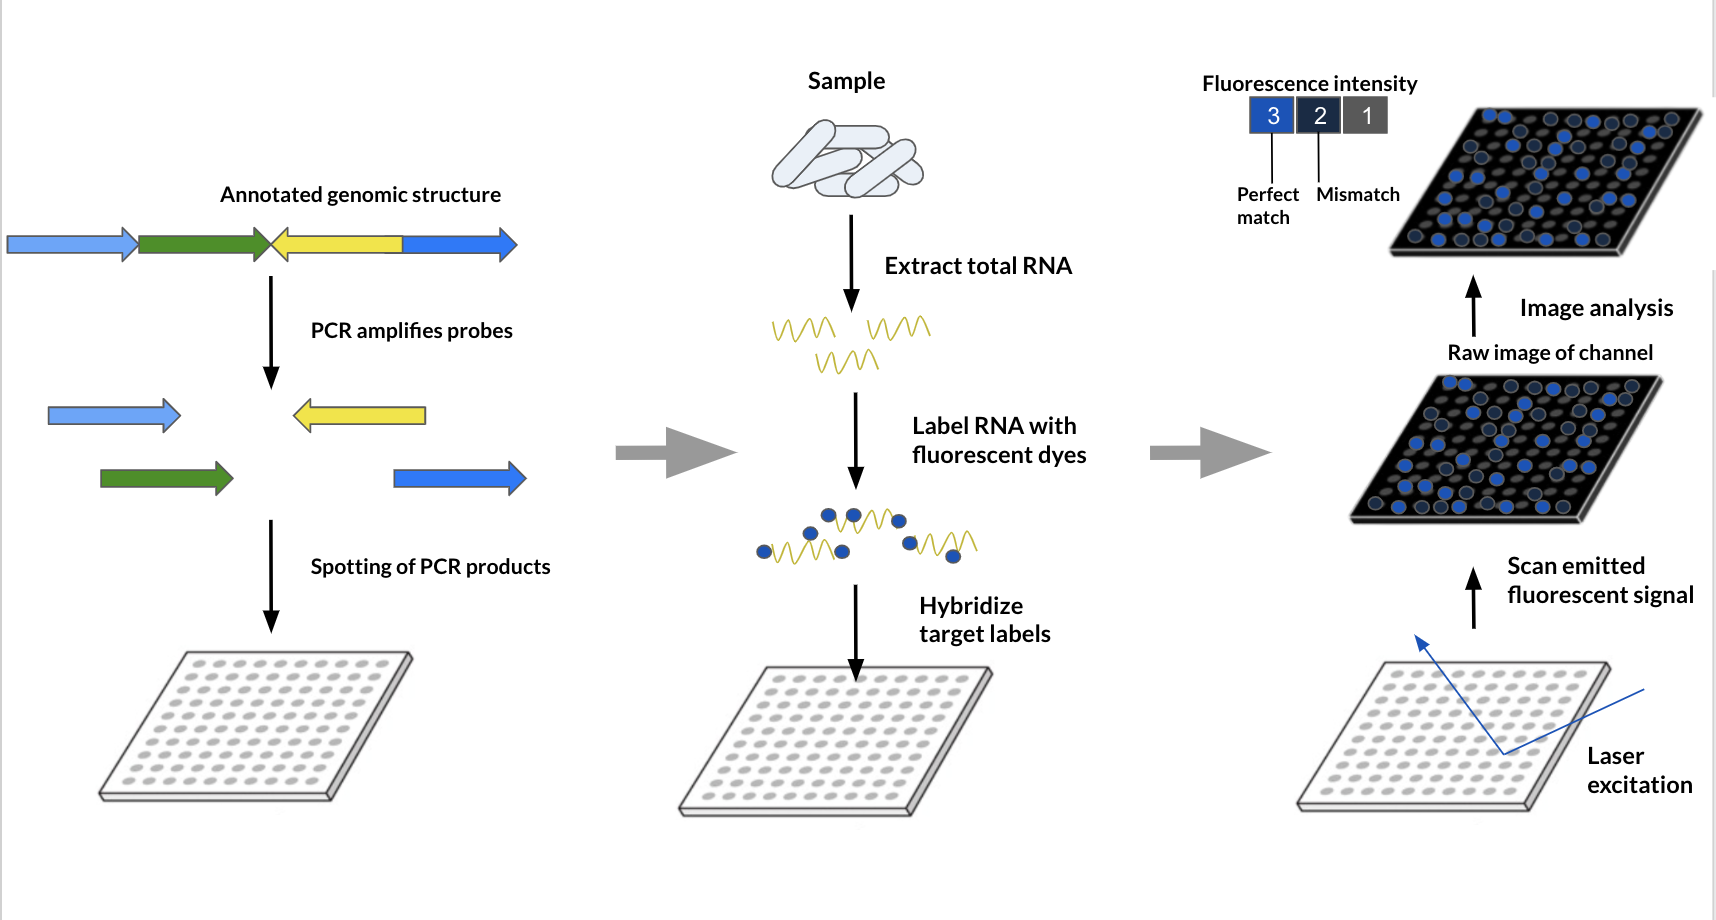 Annotated genomic structure
PCR amplifies probes
Spotting of PCR products
Sample
Extract total RNA
Label RNA with
fluorescent dyes
Hybridize
target labels
Fluorescence intensity
3 2 1
Perfect
match
Mismatch
Image analysis
Raw image of channel
Scan emitted
fluorescent signal
Laser
excitation